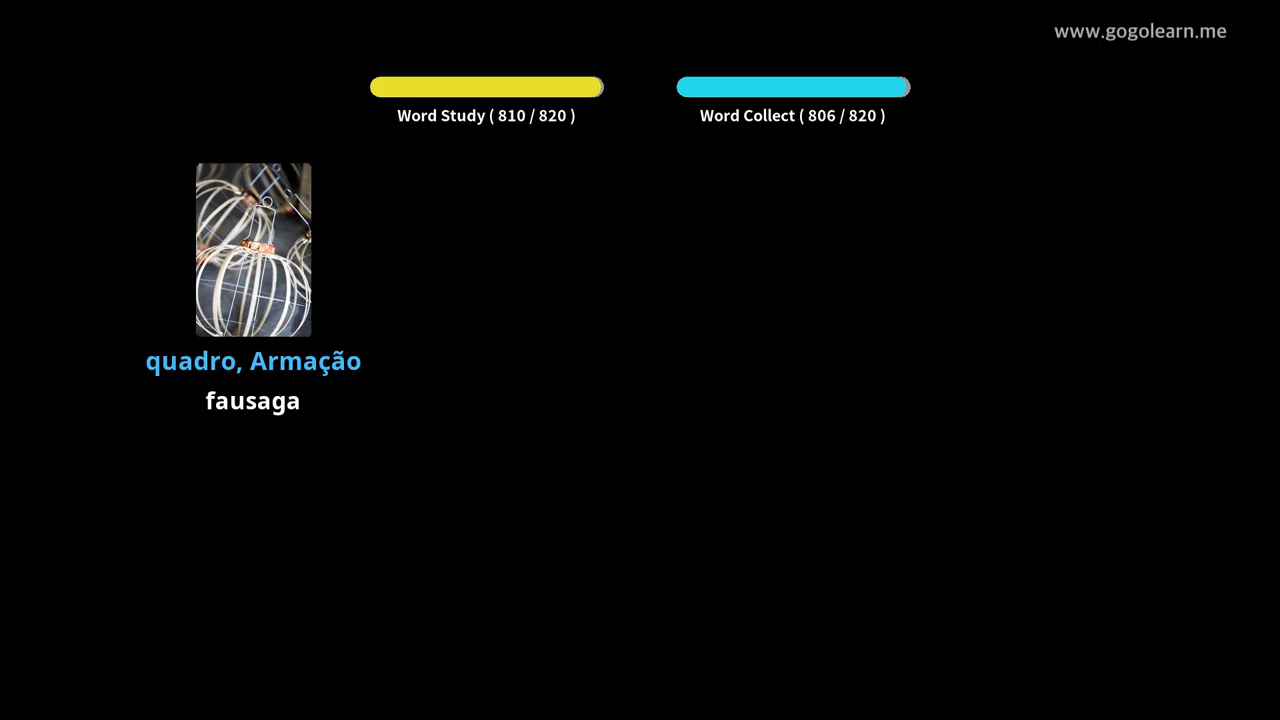 www.gogolearn.me
Word Study ( 810 / 820 )
Word Collect ( 806 / 820 )
quadro, Armação
fausaga